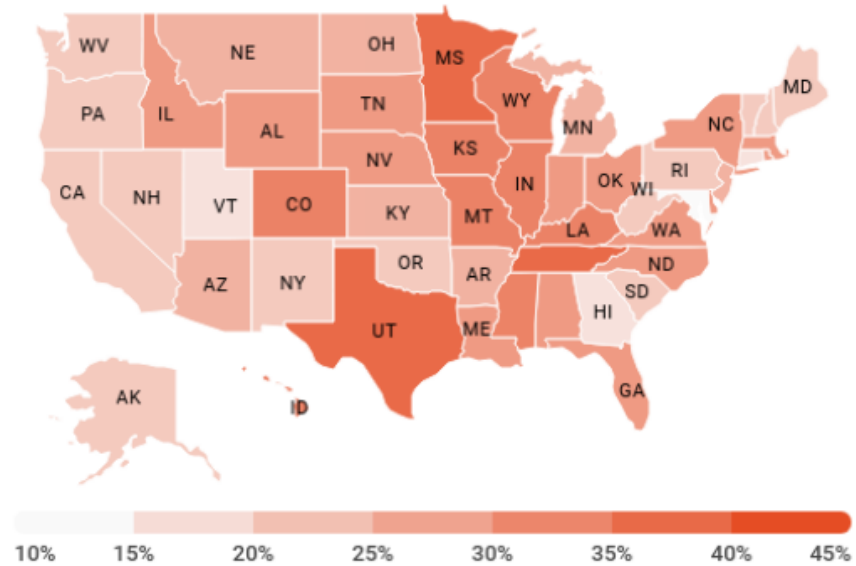 WV
NE
OH
MS
MD
PA
IL
TN
WY
AL
NC
MN
NV
KS
CA
NH
VT
CO
IN
OK
WI
RI
KY
MT
LA
WA
AZ
NY
OR
AR
ND
SD
UT
ME
HI
GA
AK
ID
10% 15% 20% 25% 30% 35% 40% 45%